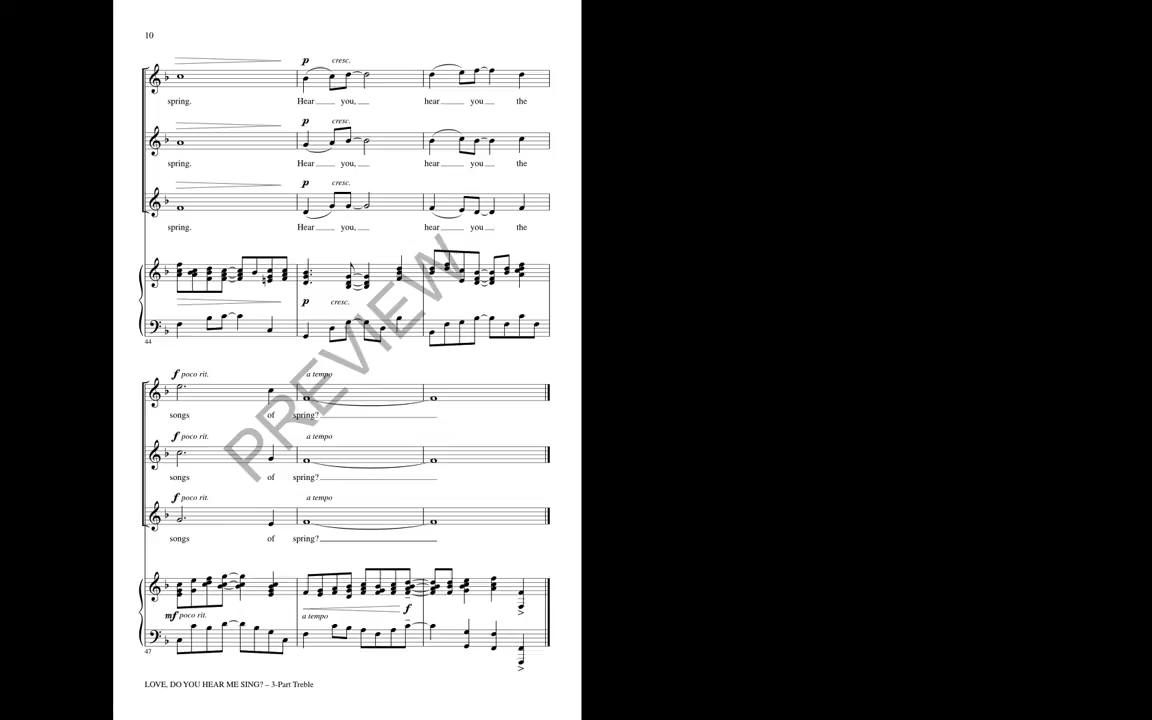 10
p cresc.
spring. Hear you, hear you the
p cresc.
spring. Hear you, hear you the
p cresc.
spring. Hear you, hear you the
p cresc.
44
f poco rit. a tempo
songs of spring?
f poco rit. a tempo
songs of spring?
f poco rit. a tempo
songs of spring?
mf poco rit. a tempo f
47
PREVIEW
LOVE, DO YOU HEAR ME SING? – 3-Part Treble